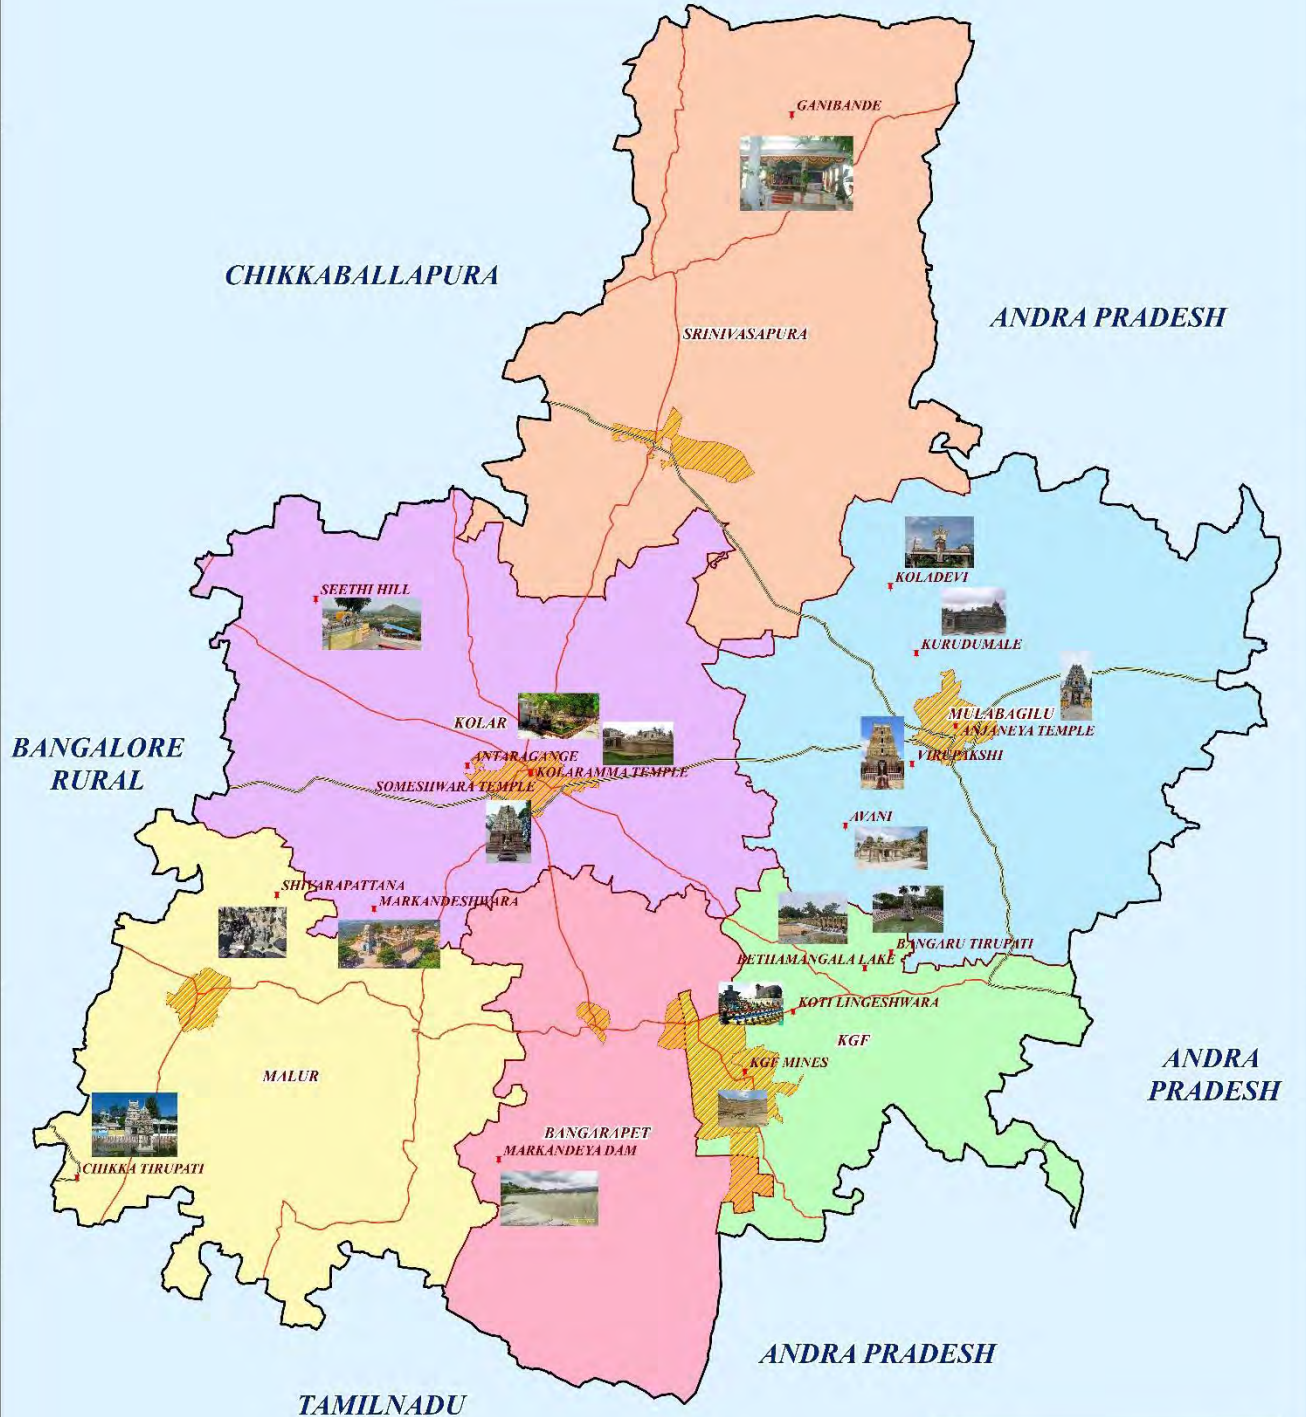 GANIBANDE
CHIKKABALLAPURA
ANDRA PRADESH
SRINIVASAPURA
KOLADEVI
SEETHI HILL
KURUDUMALE
KOLAR
MULABAGILU
ANJANEYA TEMPLE
BANGALORE
RURAL
ANTARAGANGE
VIRUPAKSHI
KOLARAMMA TEMPLE
SOMESHWARA TEMPLE
AVANI
SHIVARAPATTANA
MARKANDESHWARA
BANGARU TIRUPATI
BETHAMANGALA LAKE
KOTI LINGESHWARA
KGF
KGF MINES
ANDRA
PRADESH
MALUR
BANGARAPET
MARKANDEYA DAM
CHIKKA TIRUPATI
ANDRA PRADESH
TAMILNADU